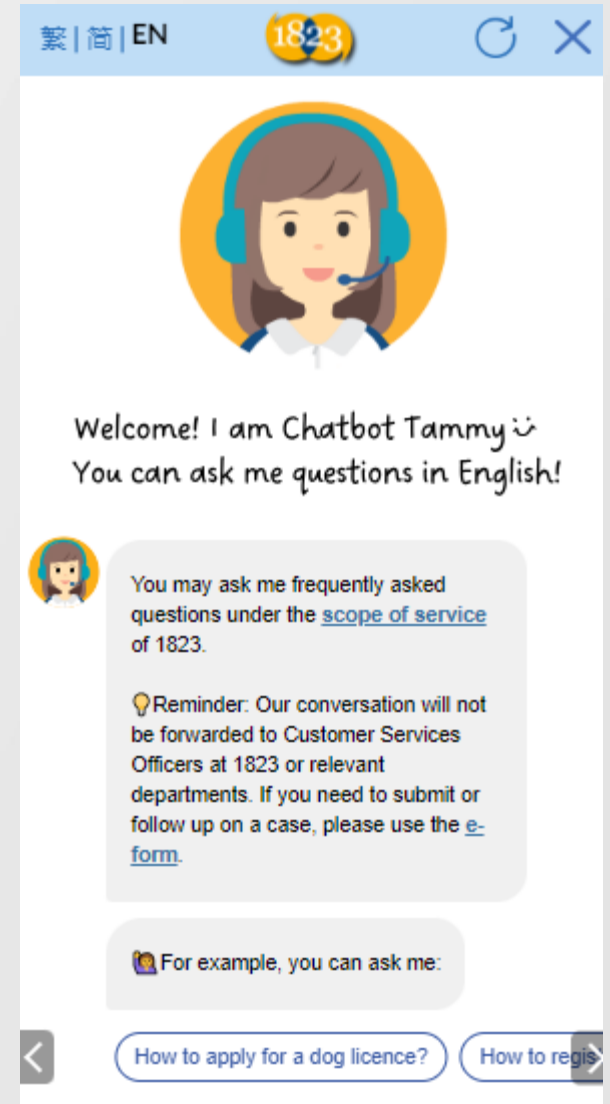 繁|简|EN
1823
Welcome! I am Chatbot Tammy
You can ask me questions in English!
You may ask me frequently asked
questions under the scope of service
of 1823.
💡Reminder: Our conversation will not
be forwarded to Customer Services
Officers at 1823 or relevant
departments. If you need to submit or
follow up on a case, please use the e-
form.
🙋For example, you can ask me:
How to apply for a dog licence?
How to regis